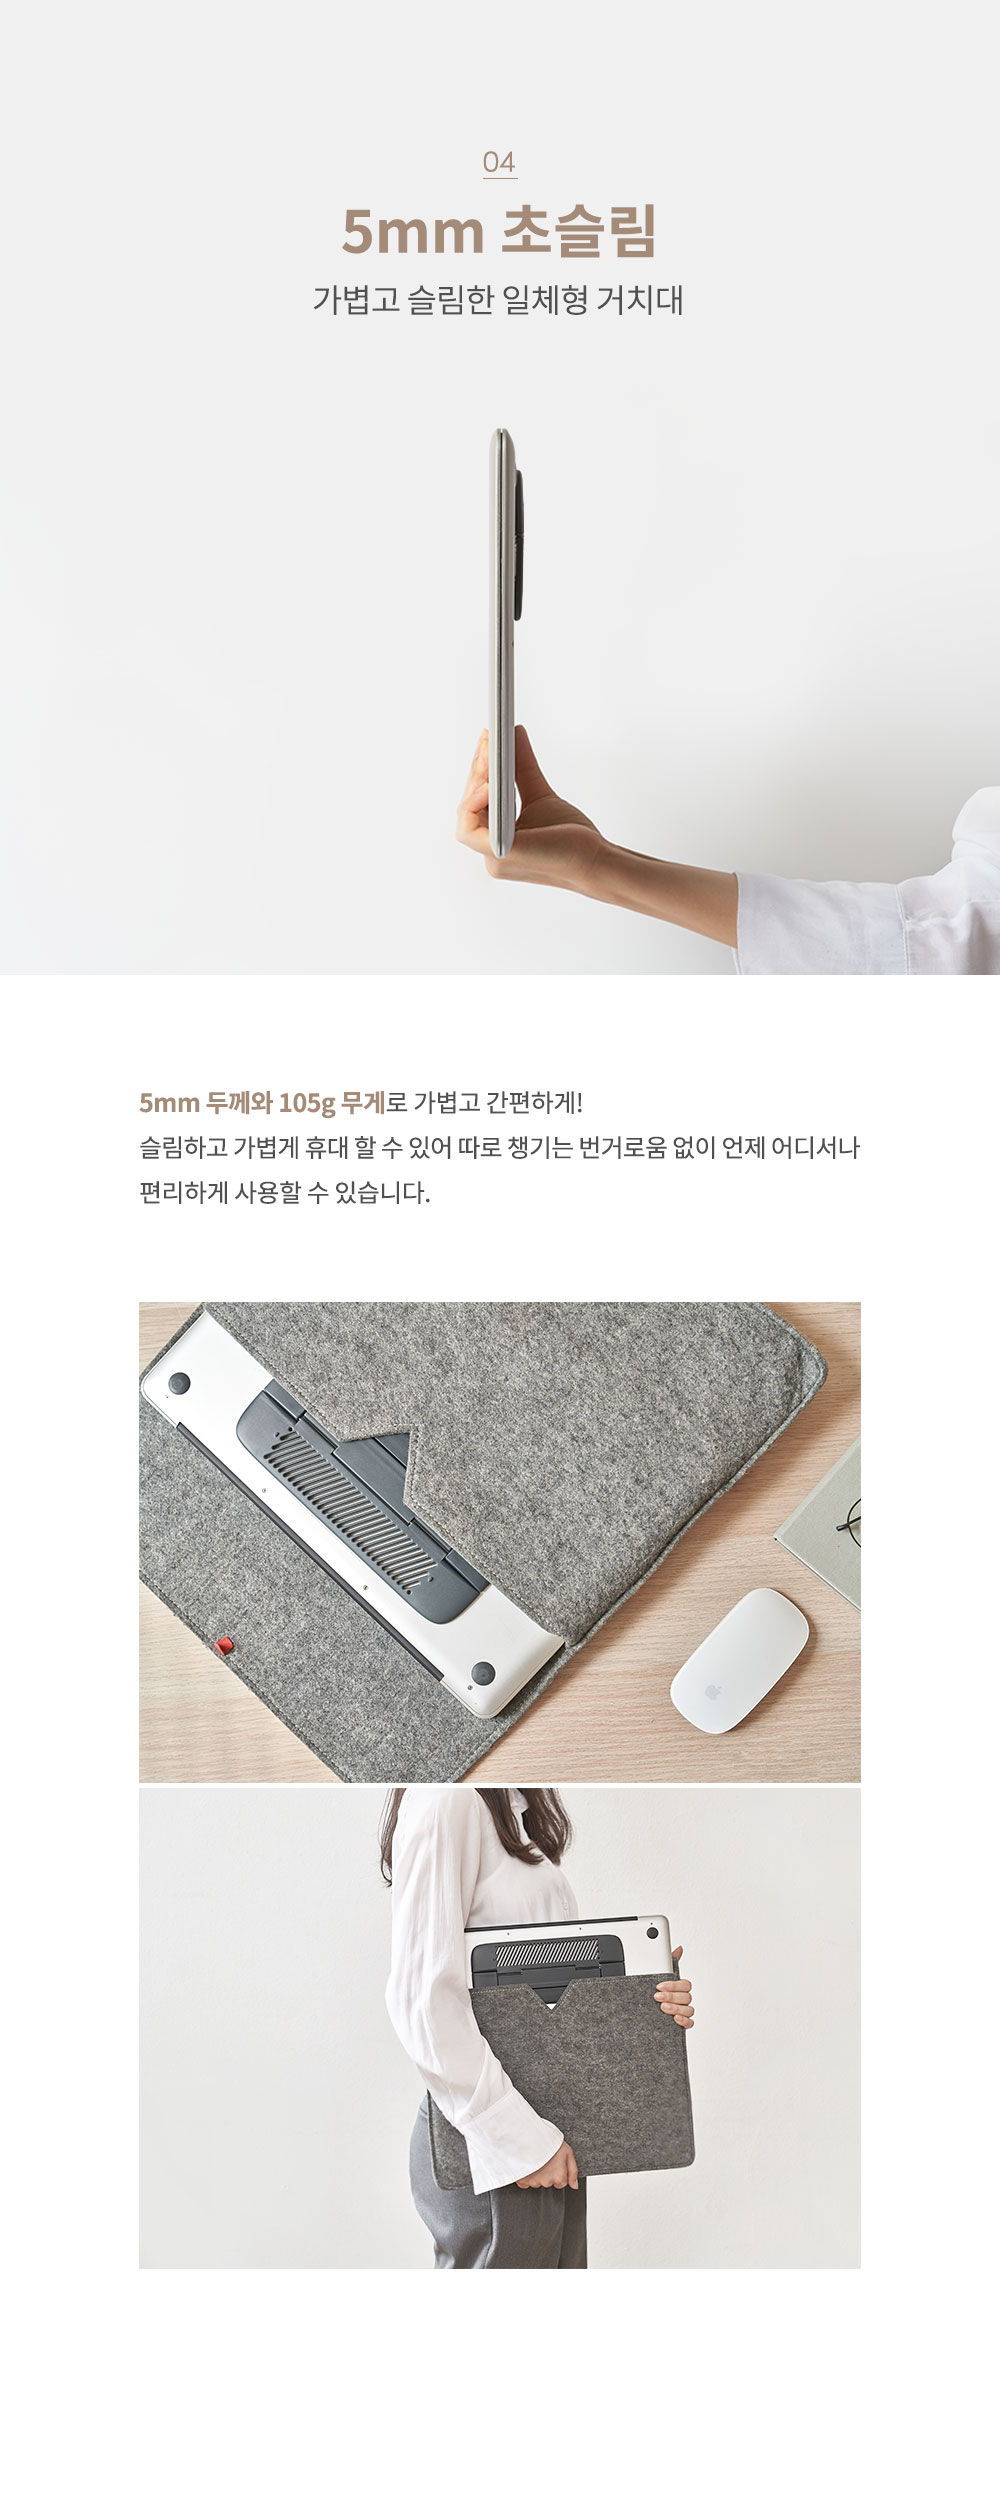 04
5mm 초슬림
가볍고 슬림한 일체형 거치대
5mm 두께와 105g 무게로 가볍고 간편하게!
슬림하고 가볍게 휴대 할 수 있어 따로 챙기는 번거로움 없이 언제 어디서나
편리하게 사용할 수 있습니다.